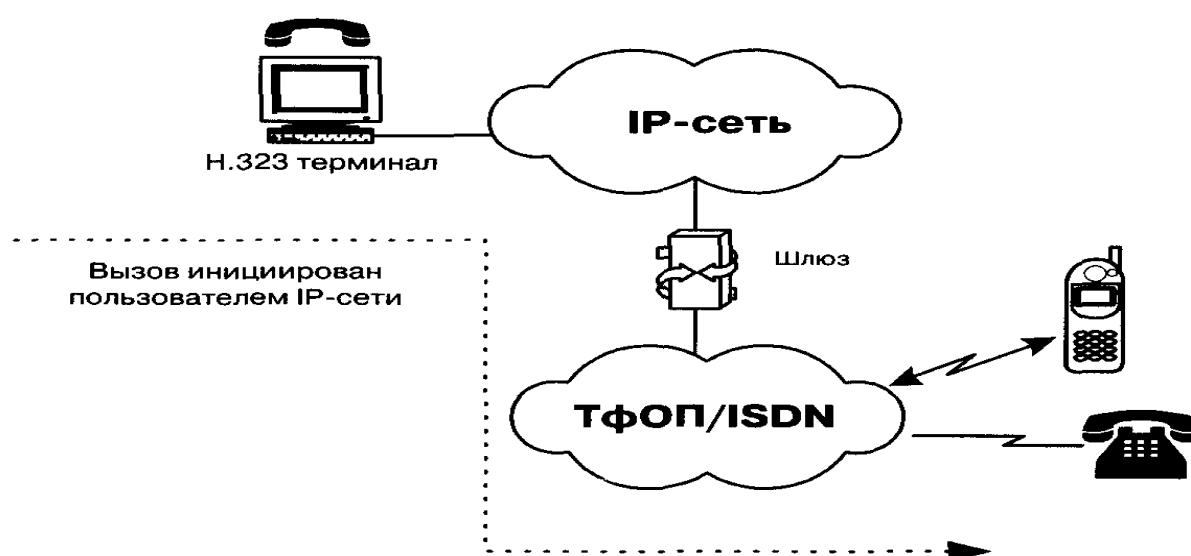 IP-сеть
Н.323 терминал
Шлюз
Вызов инициирован
пользователем IP-сети
ТфОП/ISDN